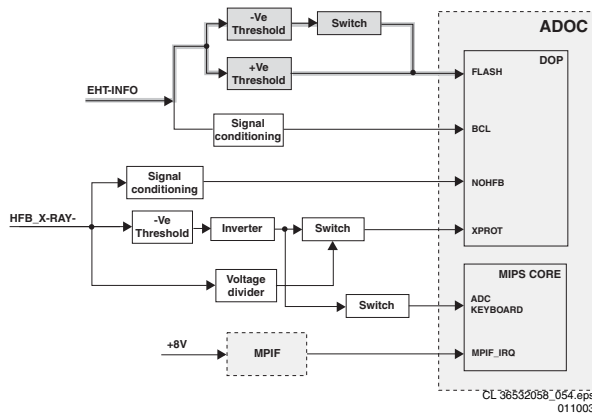 ADOC
DOP
-Ve
Threshold
Switch
+Ve
Threshold
FLASH
EHT-INFO
Signal
conditioning
BCL
Signal
conditioning
NOHFB
HFB_X-RAY-
-Ve
Threshold
Inverter
Switch
XPROT
Voltage
divider
MIPS CORE
Switch
ADC
KEYBOARD
+8V
MPIF
MPIF_IRQ
CL 36532058_054.eps
011003